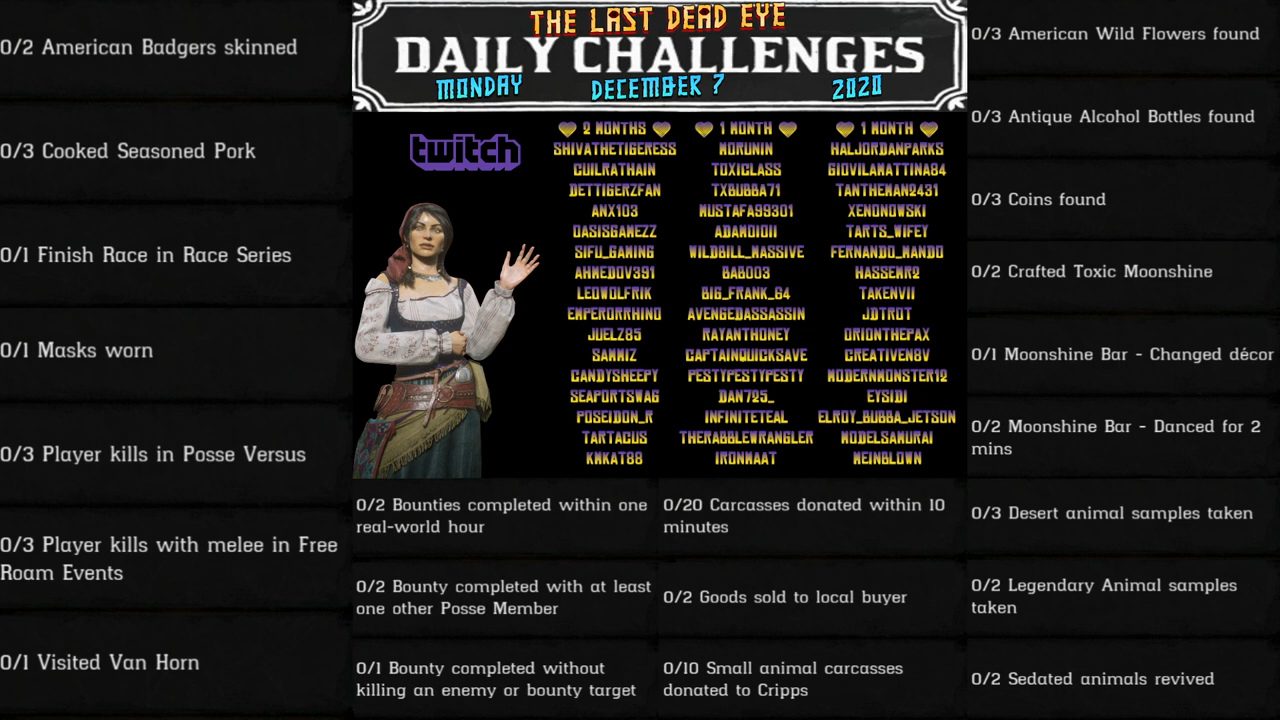 0/2 American Badgers skinned
0/3 Cooked Seasoned Pork
0/1 Finish Race in Race Series
0/1 Masks worn
0/3 Player kills in Posse Versus
0/3 Player kills with melee in Free
Roam Events
0/1 Visited Van Horn
THE LAST DEAD EYE
DAILY CHALLENGES
MONDAY DECEMBER 7 2020
twitch
2 MONTHS
SHIVATHETIGERESS
CUILRATHAIN
DETTIGERZFAN
ANX103
OASISGAMEZZ
SIFU_GAMING
AHMEDOV391
LEOWOLFRIK
EMPERORRHINO
JUELZ85
SAMMIZ
CANDYSHEEPY
SEAPORTSWAG
POSEIDON_R
TARTACUS
KMKAT88
1 MONTH
MORUNIN
TOXICLASS
TXBUBBA71
MUSTAFA99301
ADAMOIOII
WILDBILL_MASSIVE
BAB003
BIG_FRANK_64
AVENGEDASSASSIN
RAYANTHONEY
CAPTAINQUICKSAVE
PESTYPESTYPESTY
DAN725_
INFINITETEAL
THERABBLEWRANGLER
IRONMAAT
1 MONTH
HALJORDANPARKS
GIOVILAMATTINA84
TANTHEMAN2431
XENONOWSKI
TARTS_WIFEY
FERNANDO_MANDO
HASSEMR2
TAKENVII
JDTROT
ORIONTHEPAX
CREATIVEN8V
MODERNMONSTER12
EYSIDI
ELROY_BUBBA_JETSON
MODELSAMURAI
MEINBLOWN
0/2 Bounties completed within one
real-world hour
0/2 Bounty completed with at least
one other Posse Member
0/1 Bounty completed without
killing an enemy or bounty target
0/20 Carcasses donated within 10
minutes
0/2 Goods sold to local buyer
0/10 Small animal carcasses
donated to Cripps
0/3 American Wild Flowers found
0/3 Antique Alcohol Bottles found
0/3 Coins found
0/2 Crafted Toxic Moonshine
0/1 Moonshine Bar - Changed décor
0/2 Moonshine Bar - Danced for 2
mins
0/3 Desert animal samples taken
0/2 Legendary Animal samples
taken
0/2 Sedated animals revived